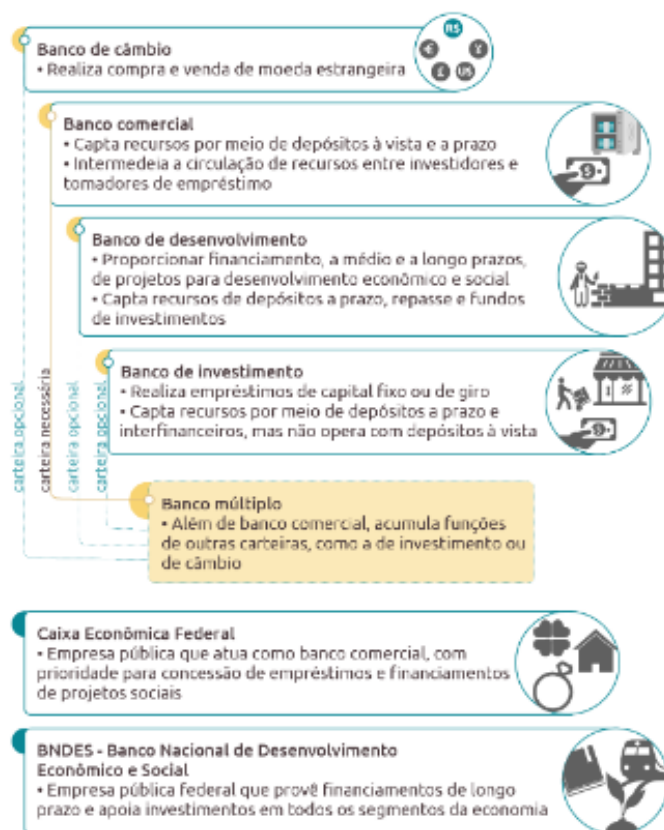 Banco de câmbio
• Realiza compra e venda de moeda estrangeira
R$
€
¥
£
US
Banco comercial
• Capta recursos por meio de depósitos à vista e a prazo
• Intermedeia a circulação de recursos entre investidores e
tomadores de empréstimo
$
Banco de desenvolvimento
• Proporcionar financiamento, a médio e a longo prazos,
de projetos para desenvolvimento econômico e social
• Capta recursos de depósitos a prazo, repasse e fundos
de investimentos
Banco de investimento
• Realiza empréstimos de capital fixo ou de giro
• Capta recursos por meio de depósitos a prazo e
interfinanceiros, mas não opera com depósitos à vista
$
carteira opcional
carteira necessária
carteira opcional
carteira opcional
Banco múltiplo
• Além de banco comercial, acumula funções
de outras carteiras, como a de investimento ou
de câmbio
Caixa Econômica Federal
• Empresa pública que atua como banco comercial, com
prioridade para concessão de empréstimos e financiamentos
de projetos sociais
BNDES - Banco Nacional de Desenvolvimento
Econômico e Social
• Empresa pública federal que provê financiamentos de longo
prazo e apoia investimentos em todos os segmentos da economia